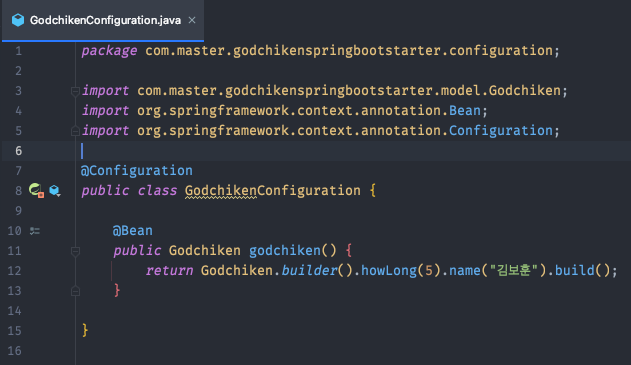 GodchikenConfiguration.java
1 package com.master.godchikenspringbootstarter.configuration;
2
3 import com.master.godchikenspringbootstarter.model.Godchiken;
4 import org.springframework.context.annotation.Bean;
5 import org.springframework.context.annotation.Configuration;
6
7 @Configuration
8 public class GodchikenConfiguration {
9
10 @Bean
11 public Godchiken godchiken() {
12 return Godchiken.builder().howLong(5).name("김보훈").build();
13 }
14
15 }
16